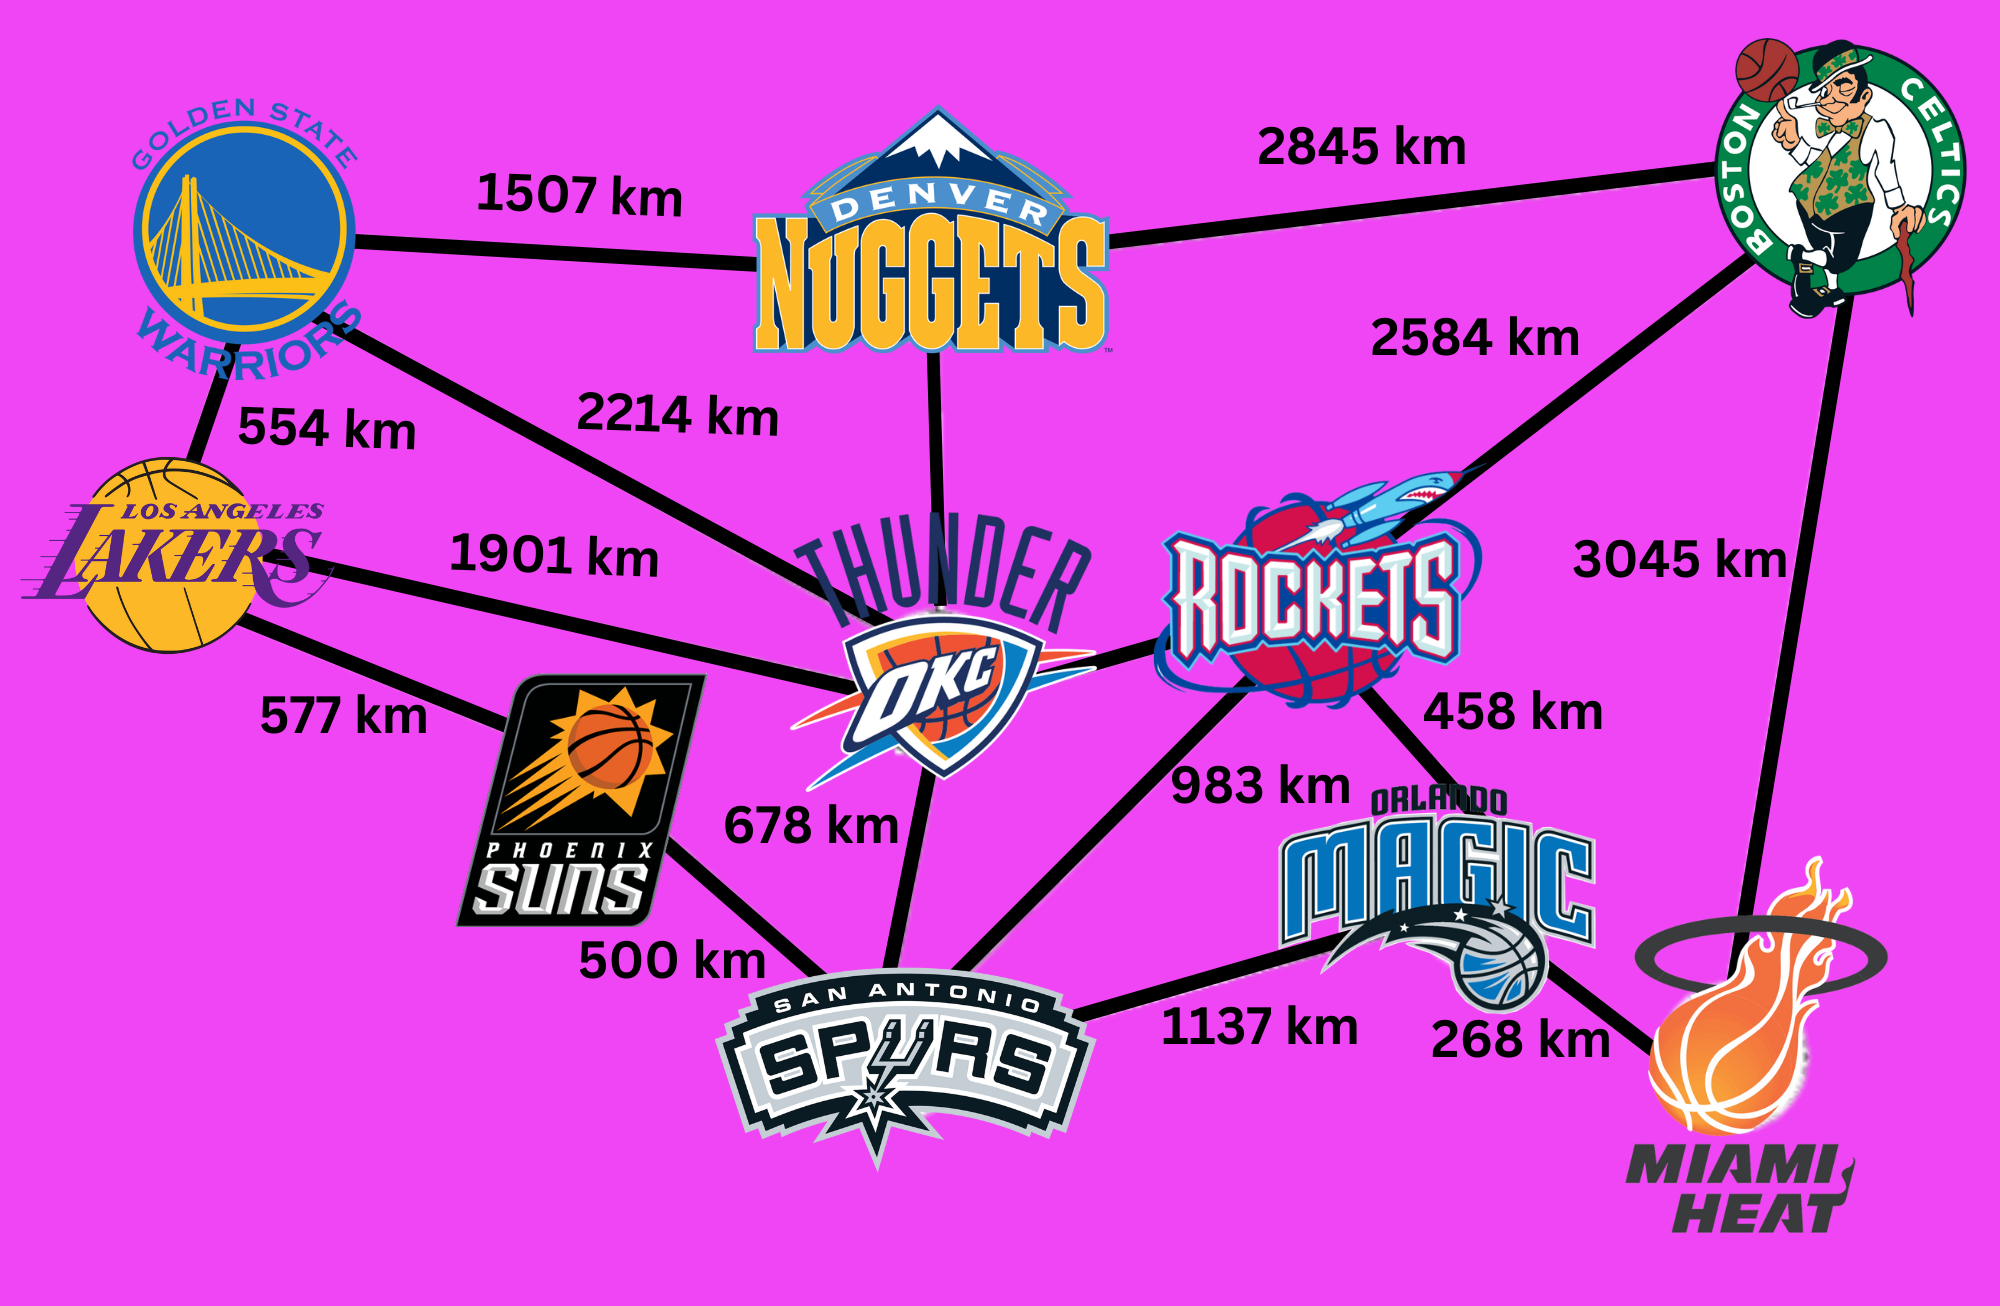 GOLDEN STATE
WARRIORS
1507 km
DENVER
NUGGETS
TM
2845 km
BOSTON
CELTICS
2584 km
2214 km
554 km
LOS ANGELES
LAKERS
1901 km
THUNDER
OKC
ROCKETS
3045 km
577 km
PHOENIX
SUNS
678 km
458 km
983 km
ORLANDO
MAGIC
500 km
SAN ANTONIO
SPURS
1137 km
268 km
MIAMI
HEAT